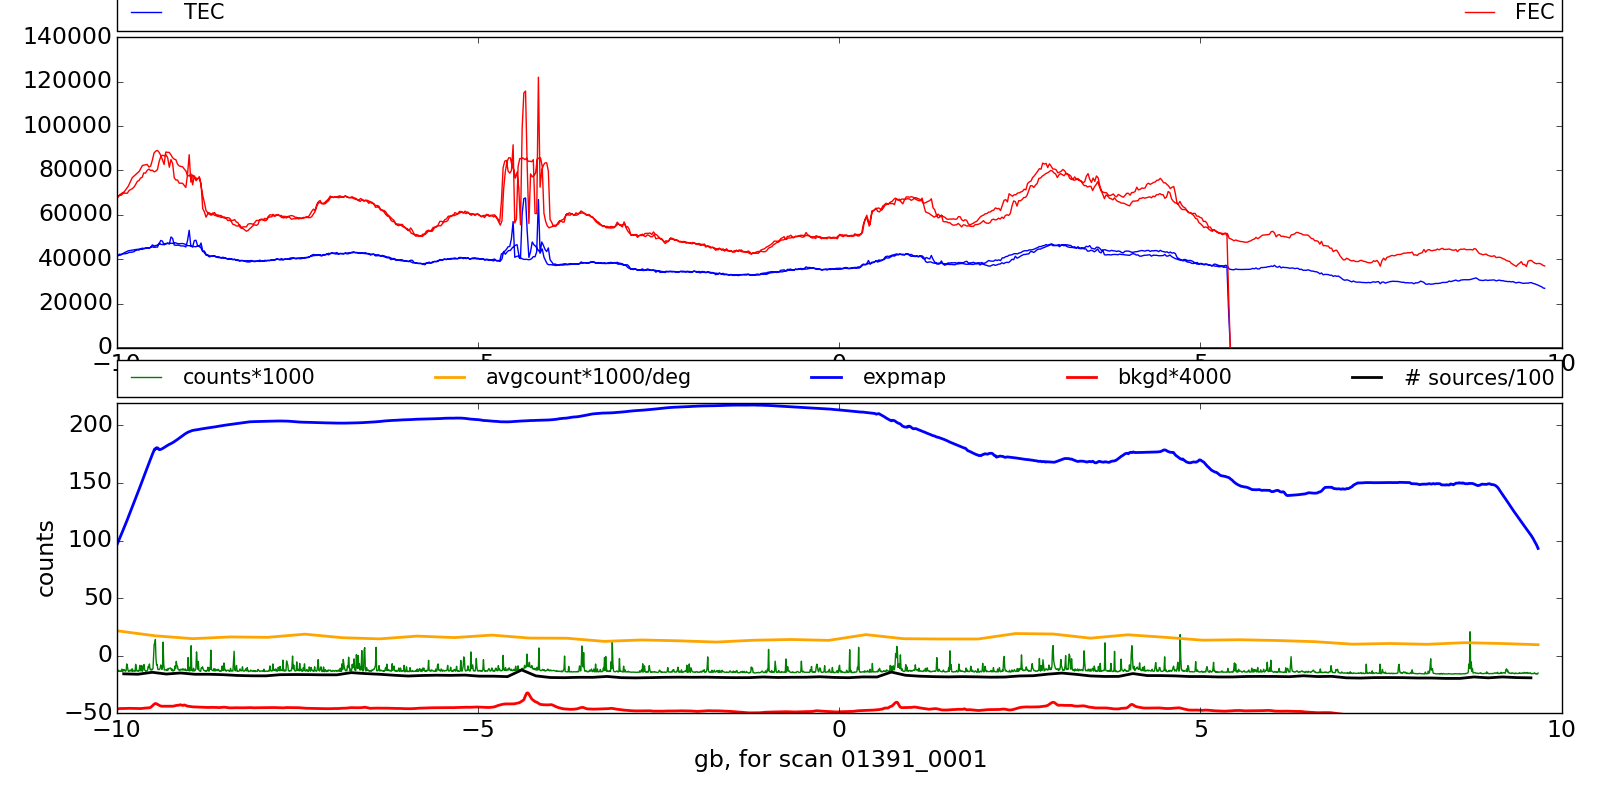 TEC FEC
140000
120000
100000
80000
60000
40000
20000
0
−10 −5 0 5 10
counts*1000 avgcount*1000/deg expmap bkgd*4000 # sources/100
200
150
100
50
0
−50
counts
−10 −5 0 5 10
gb, for scan 01391_0001